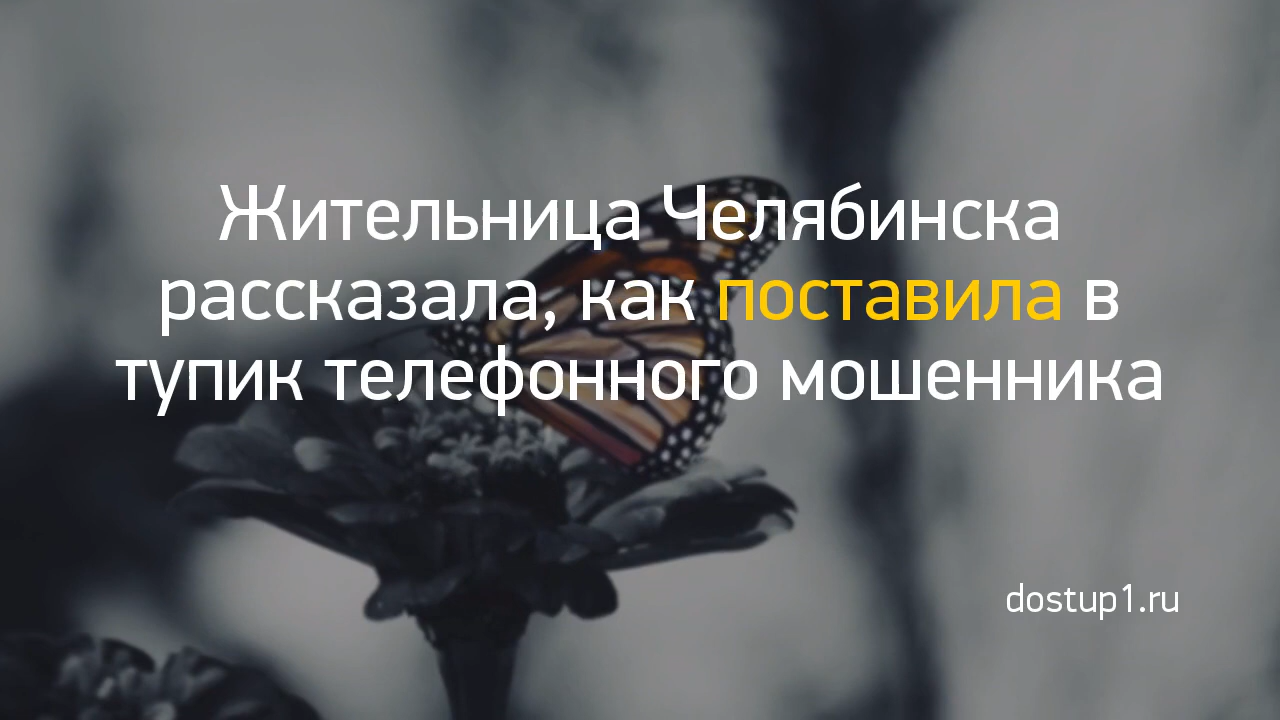 Жительница Челябинска
рассказала, как поставила в
тупик телефонного мошенника
dostup1.ru